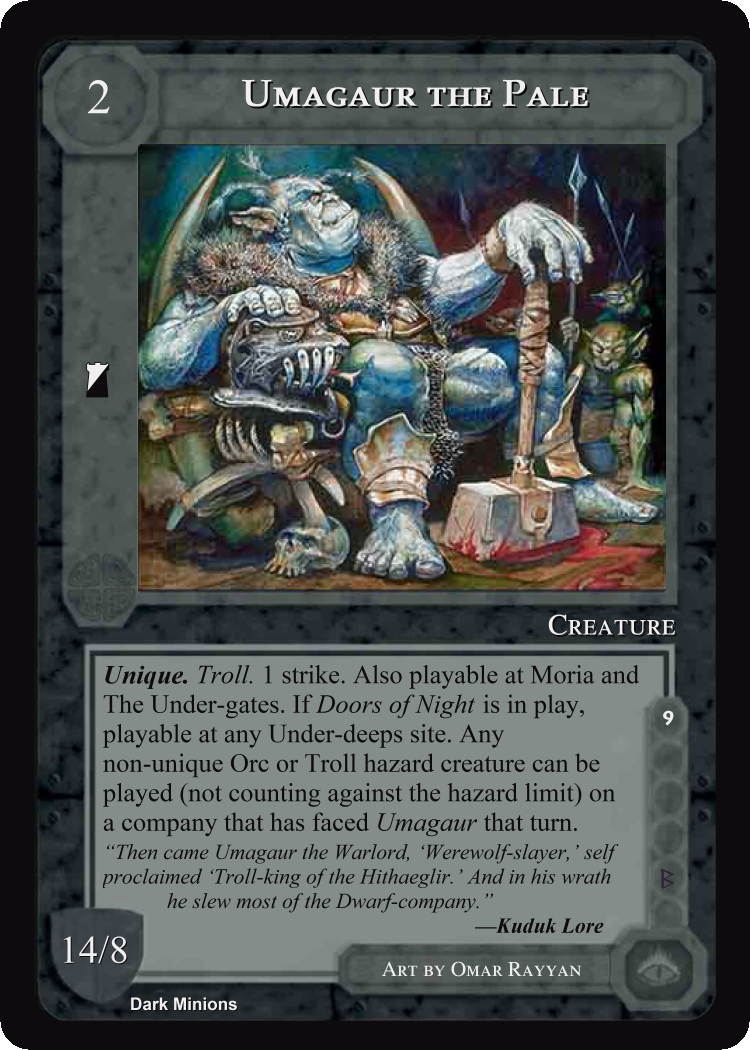 2
UMAGAUR THE PALE
CREATURE
Unique. Troll. 1 strike. Also playable at Moria and
The Under-gates. If Doors of Night is in play,
playable at any Under-deeps site. Any
non-unique Orc or Troll hazard creature can be
played (not counting against the hazard limit) on
a company that has faced Umagaur that turn.
“Then came Umagaur the Warlord, ‘Werewolf-slayer,’ self
proclaimed ‘Troll-king of the Hithaeglir.’ And in his wrath
he slew most of the Dwarf-company.”
—Kuduk Lore
9
14/8
ART BY OMAR RAYYAN
Dark Minions